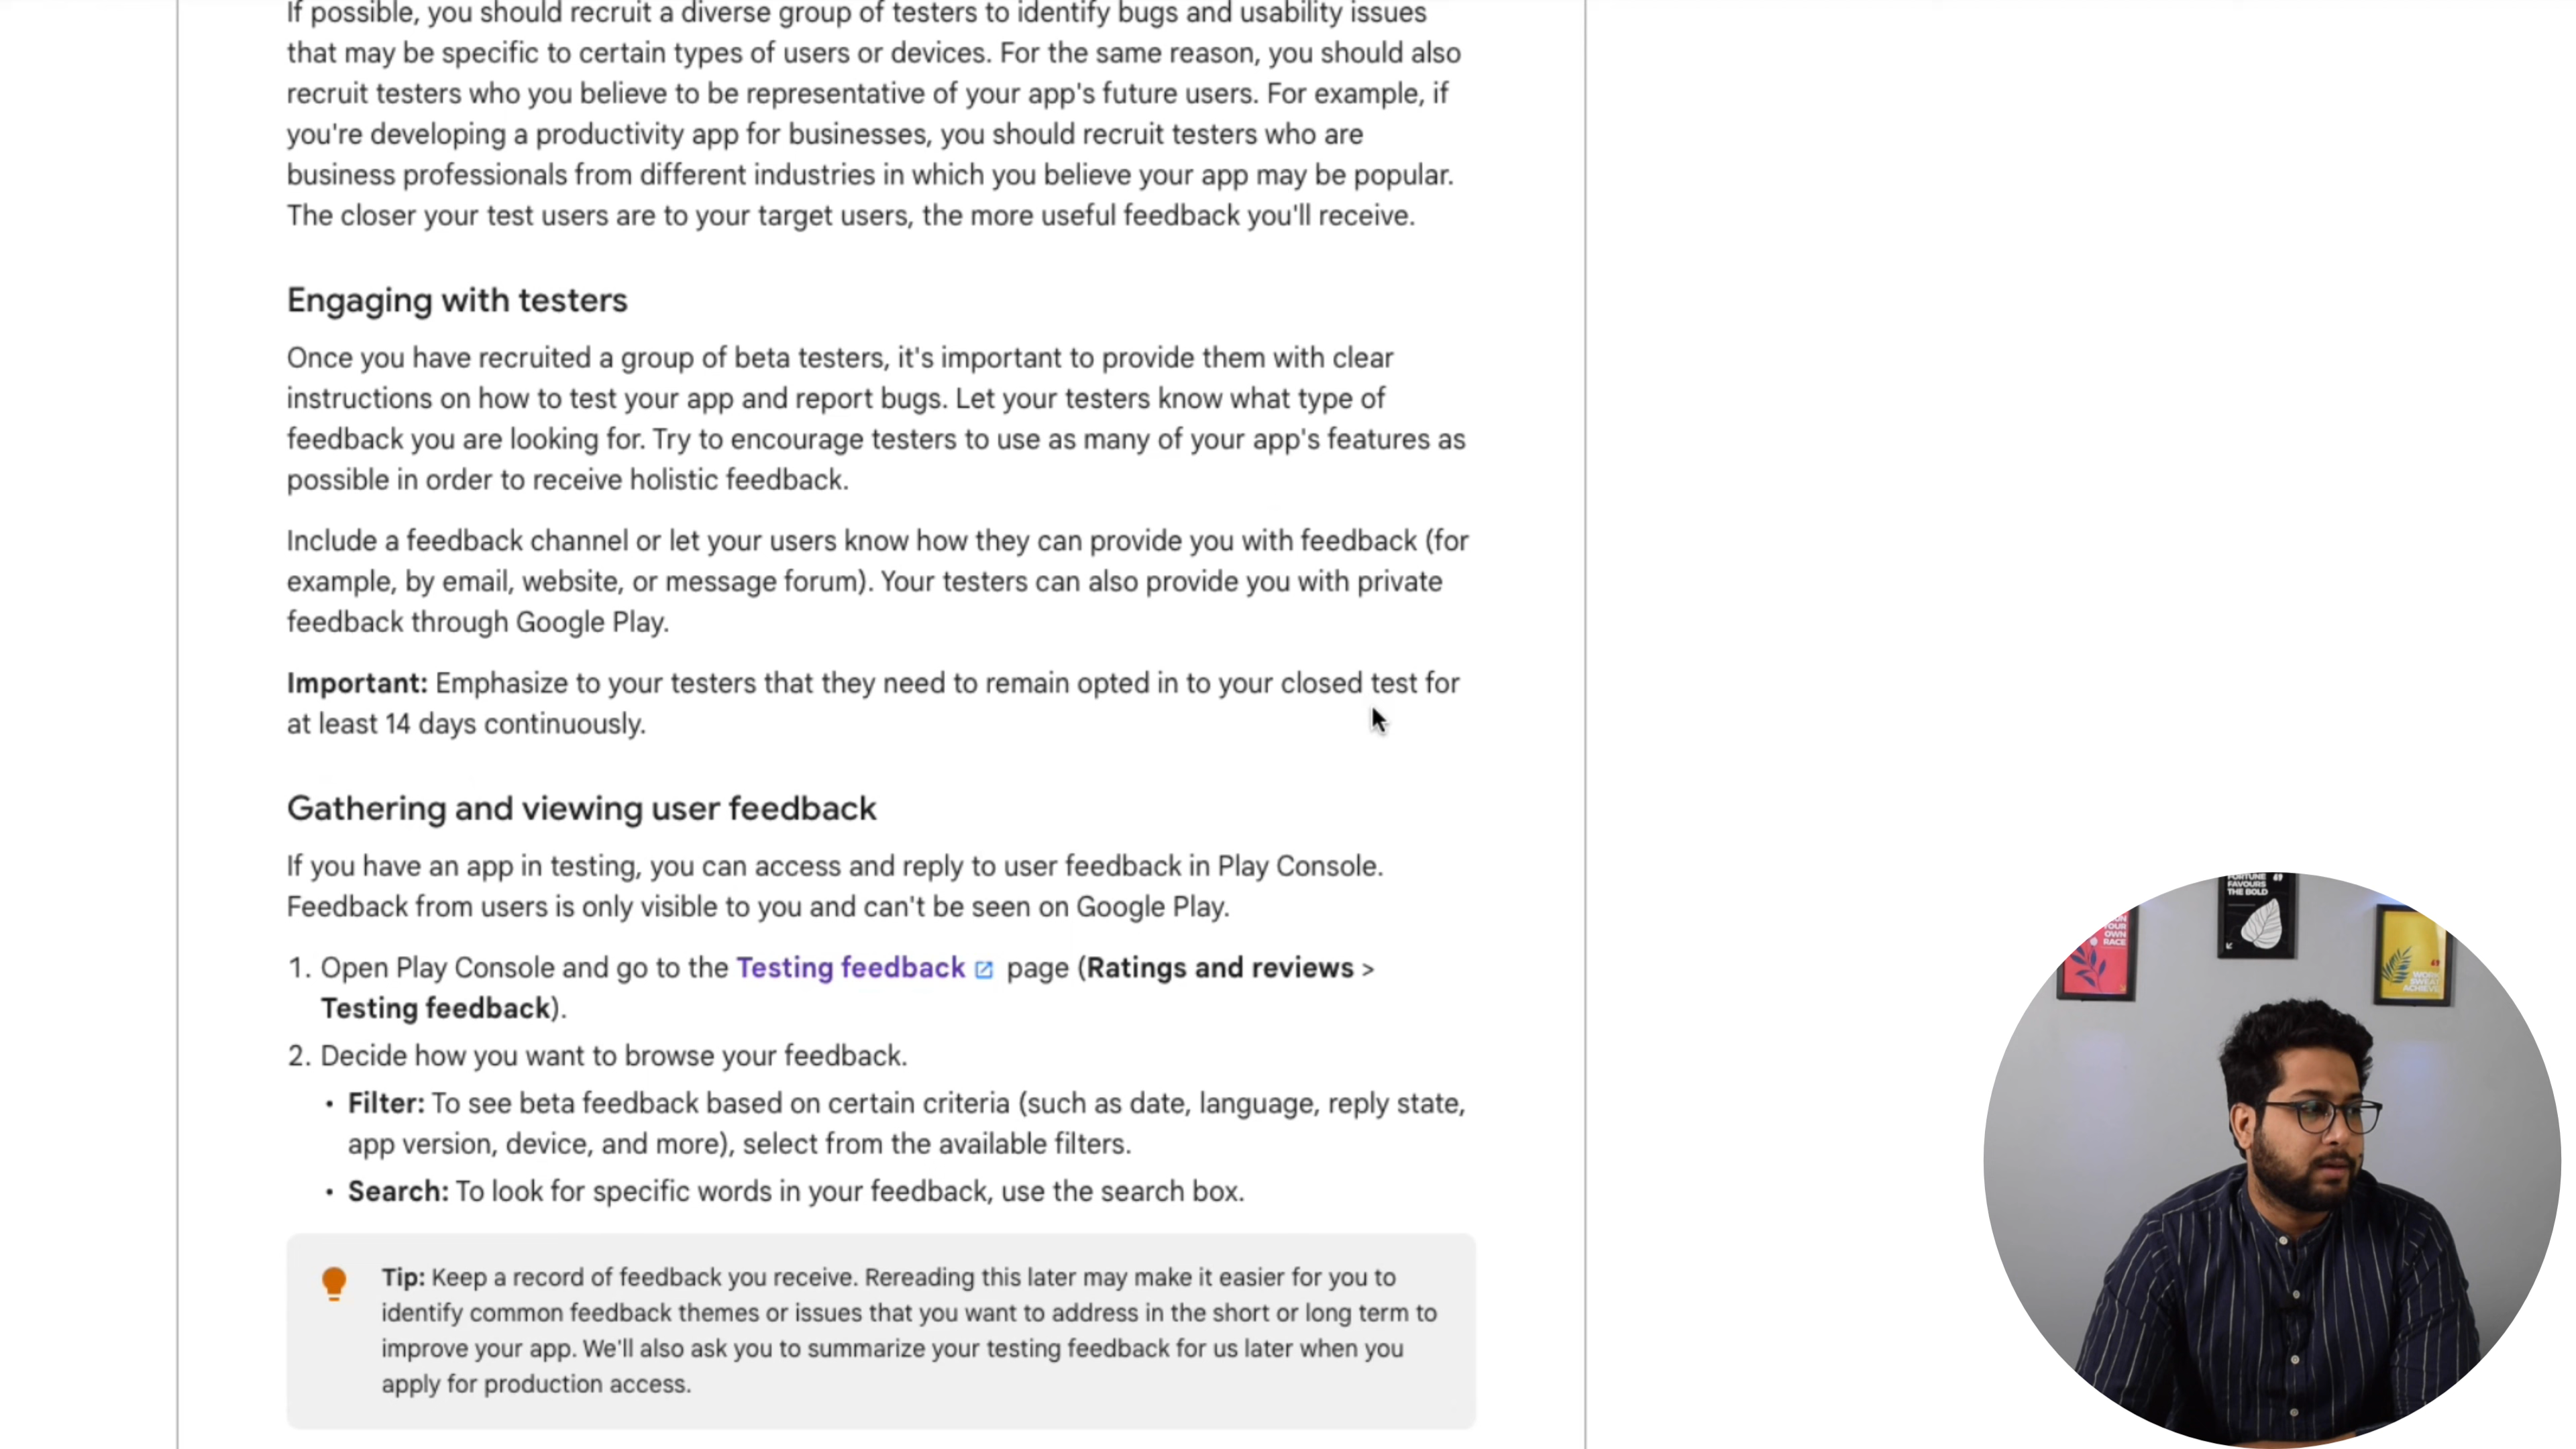 If possible, you should recruit a diverse group of testers to identify bugs and usability issues
that may be specific to certain types of users or devices. For the same reason, you should also
recruit testers who you believe to be representative of your app's future users. For example, if
you're developing a productivity app for businesses, you should recruit testers who are
business professionals from different industries in which you believe your app may be popular.
The closer your test users are to your target users, the more useful feedback you'll receive.
Engaging with testers
Once you have recruited a group of beta testers, it's important to provide them with clear
instructions on how to test your app and report bugs. Let your testers know what type of
feedback you are looking for. Try to encourage testers to use as many of your app's features as
possible in order to receive holistic feedback.
Include a feedback channel or let your users know how they can provide you with feedback (for
example, by email, website, or message forum). Your testers can also provide you with private
feedback through Google Play.
Important: Emphasize to your testers that they need to remain opted in to your closed test for
at least 14 days continuously.
Gathering and viewing user feedback
If you have an app in testing, you can access and reply to user feedback in Play Console.
Feedback from users is only visible to you and can't be seen on Google Play.
1. Open Play Console and go to the Testing feedback page (Ratings and reviews >
Testing feedback).
2. Decide how you want to browse your feedback.
• Filter: To see beta feedback based on certain criteria (such as date, language, reply state,
app version, device, and more), select from the available filters.
• Search: To look for specific words in your feedback, use the search box.
Tip: Keep a record of feedback you receive. Rereading this later may make it easier for you to
identify common feedback themes or issues that you want to address in the short or long term to
improve your app. We'll also ask you to summarize your testing feedback for us later when you
apply for production access.
YOUR
OWN
RACE
FORTUNE
FAVOURS
THE BOLD